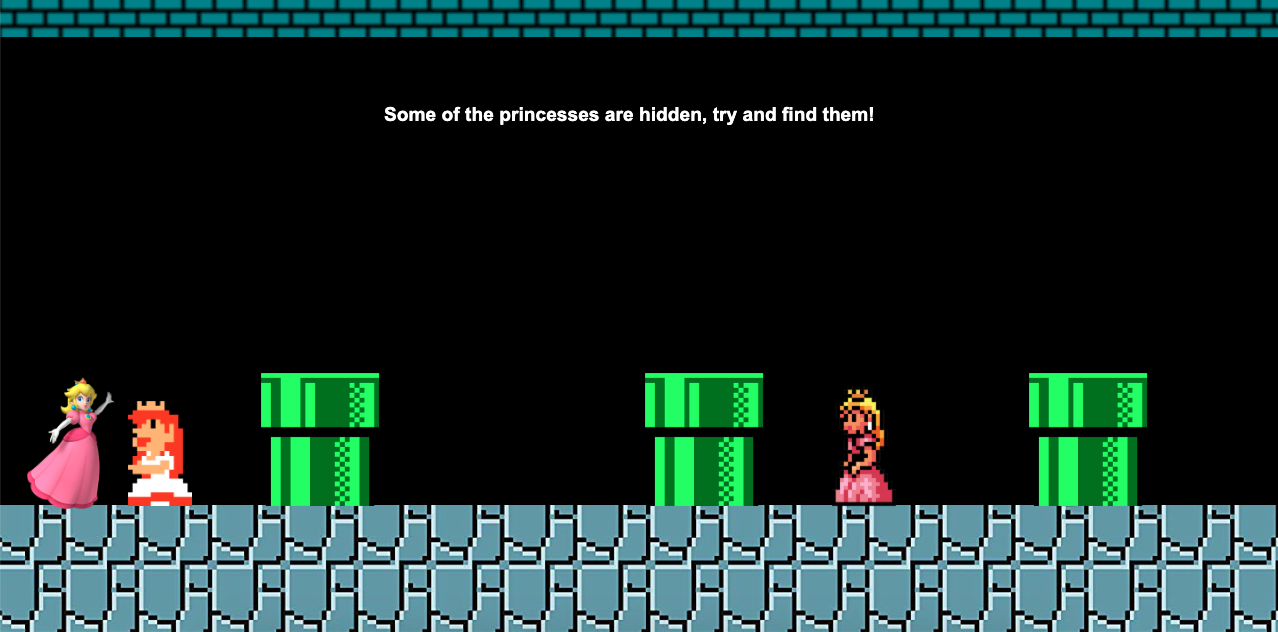 Some of the princesses are hidden, try and find them!